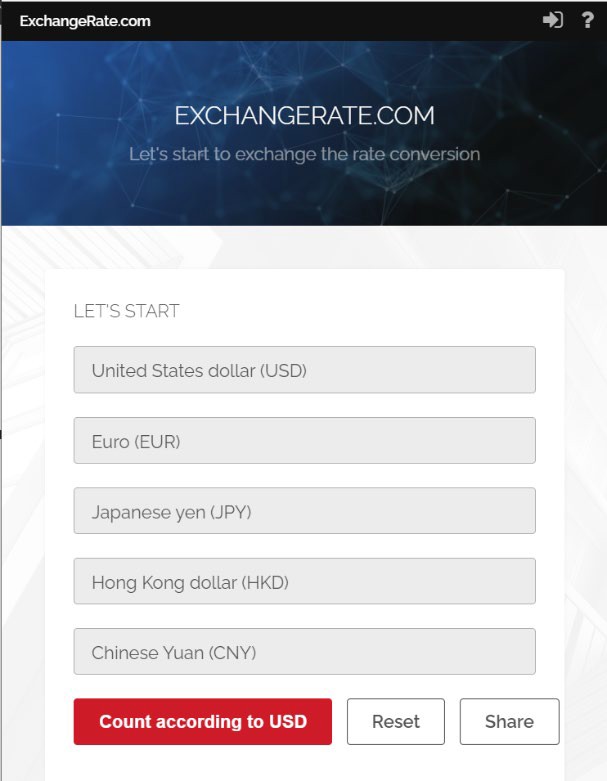 ExchangeRate.com
?
EXCHANGERATE.COM
Let's start to exchange the rate conversion
LET'S START
United States dollar (USD)
Euro (EUR)
Japanese yen (JPY)
Hong Kong dollar (HKD)
Chinese Yuan (CNY)
Count according to USD Reset Share